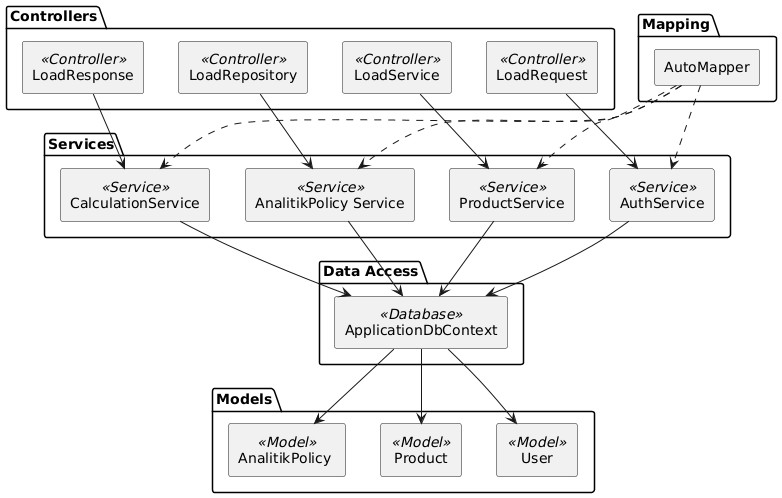 Controllers
Mapping
«Controller»
LoadResponse
«Controller»
LoadRepository
«Controller»
LoadService
«Controller»
LoadRequest
AutoMapper
Services
«Service»
CalculationService
«Service»
AnalitikPolicy Service
«Service»
ProductService
«Service»
AuthService
Data Access
«Database»
ApplicationDbContext
Models
«Model»
AnalitikPolicy
«Model»
Product
«Model»
User